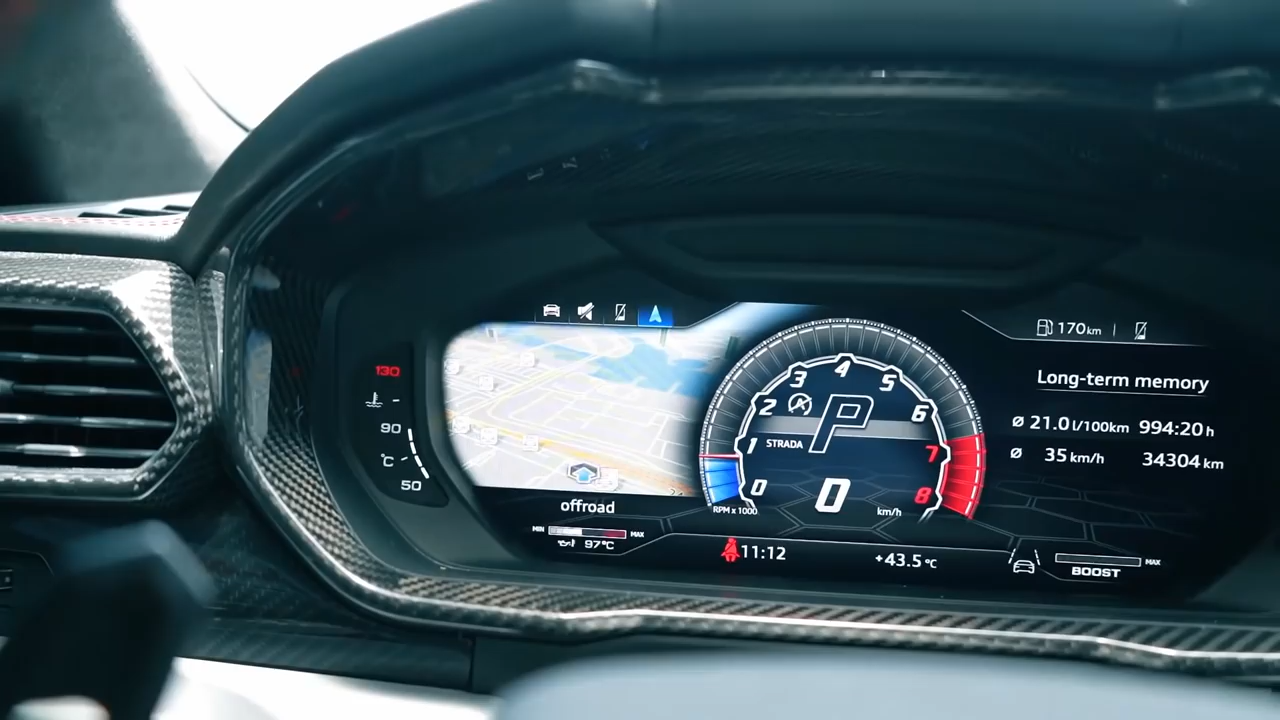 170km
Long-term memory
Ø 21.0 l/100km 994:20 h
Ø 35 km/h 34304 km
130
90
°C
50
0
1
2
3
4
5
6
7
8
P
STRADA
0
RPM x 1000
km/h
offroad
MIN MAX
97°C
11:12
+43.5 °C
MAX
BOOST